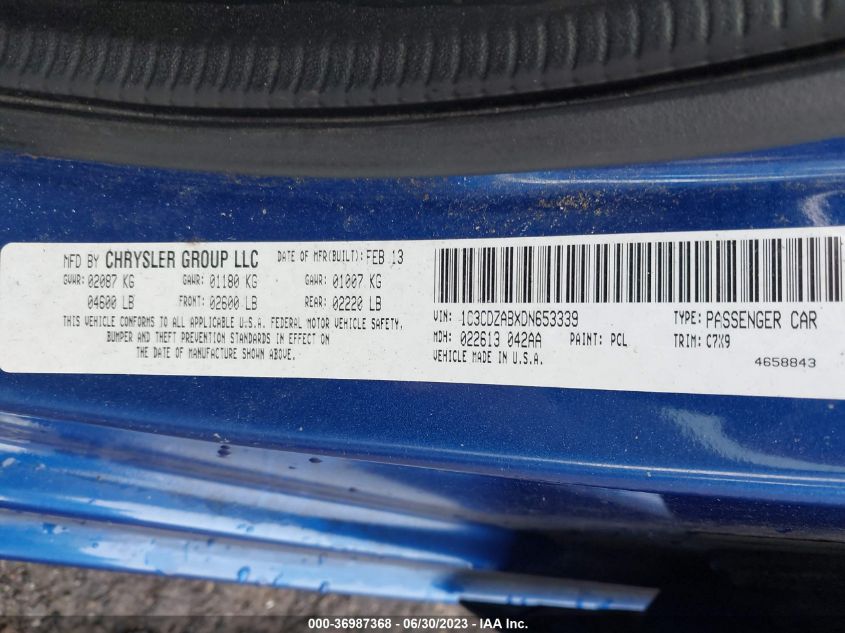 MFD BY CHRYSLER GROUP LLC DATE OF MFR(BUILT): FEB 13
GVWR: 02087 KG GAWR: 01180 KG GAWR: 01007 KG
04600 LB FRONT: 02600 LB REAR: 02220 LB
THIS VEHICLE CONFORMS TO ALL APPLICABLE U.S.A. FEDERAL MOTOR VEHICLE SAFETY,
BUMPER AND THEFT PREVENTION STANDARDS IN EFFECT ON
THE DATE OF MANUFACTURE SHOWN ABOVE.
VIN: 1C3CDZABXDN653339 TYPE: PASSENGER CAR
MDH: 022613 042AA PAINT: PCL TRIM: C7X9
VEHICLE MADE IN U.S.A. 4658843
000-36987368 - 06/30/2023 - IAA Inc.